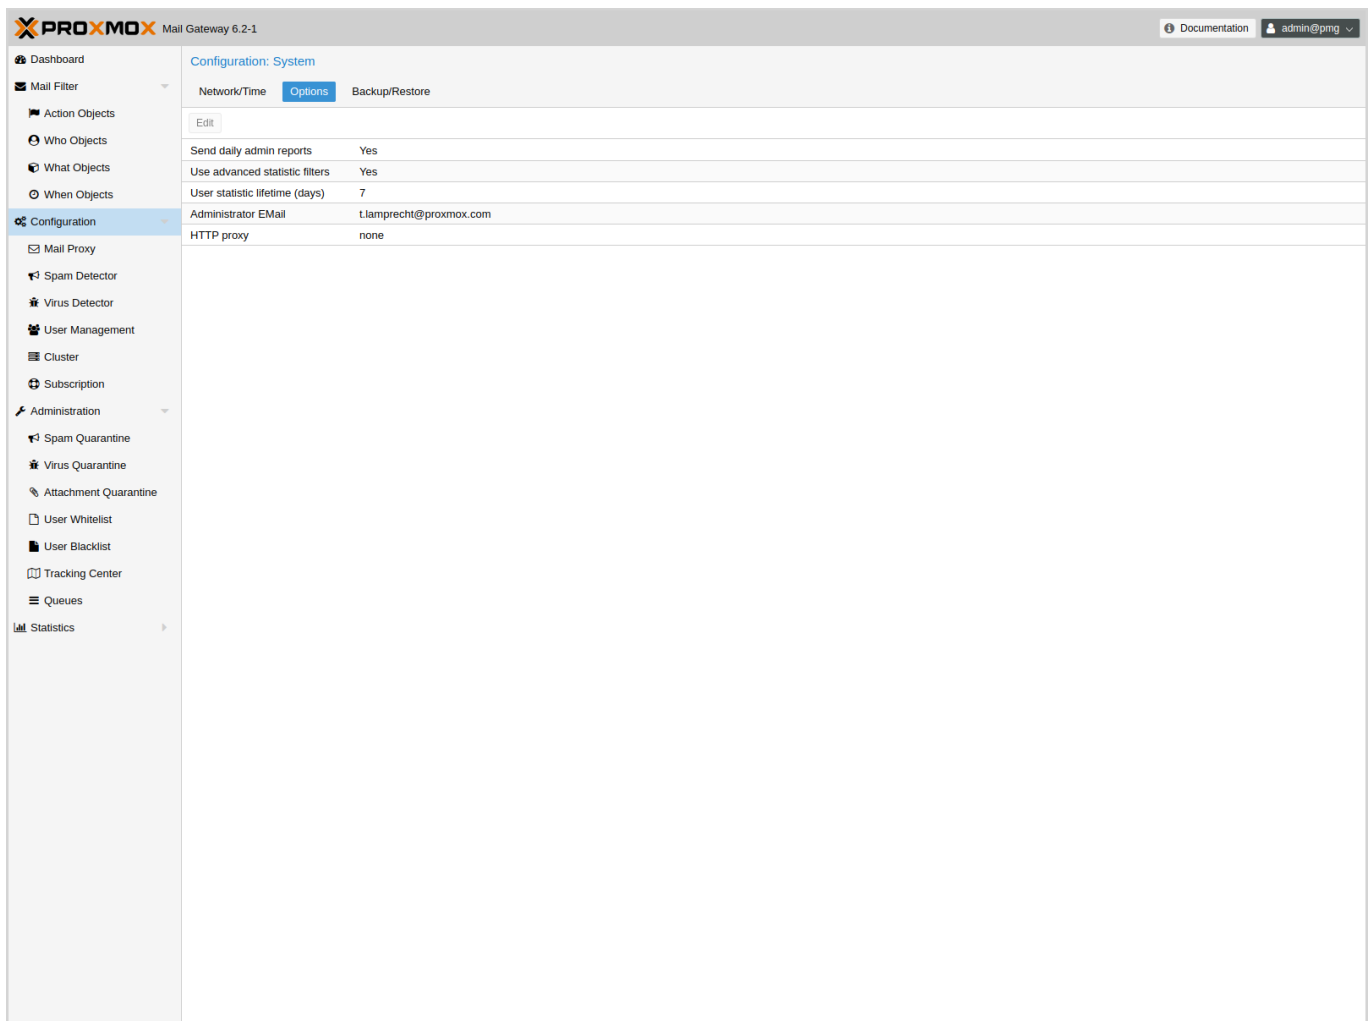 PROXMOX Mail Gateway 6.2-1 Documentation admin@pmg
Dashboard
Mail Filter
Action Objects
Who Objects
What Objects
When Objects
Configuration
Mail Proxy
Spam Detector
Virus Detector
User Management
Cluster
Subscription
Administration
Spam Quarantine
Virus Quarantine
Attachment Quarantine
User Whitelist
User Blacklist
Tracking Center
Queues
Statistics
Configuration: System
Network/Time Options Backup/Restore
Edit
Send daily admin reports Yes
Use advanced statistic filters Yes
User statistic lifetime (days) 7
Administrator EMail t.lamprecht@proxmox.com
HTTP proxy none